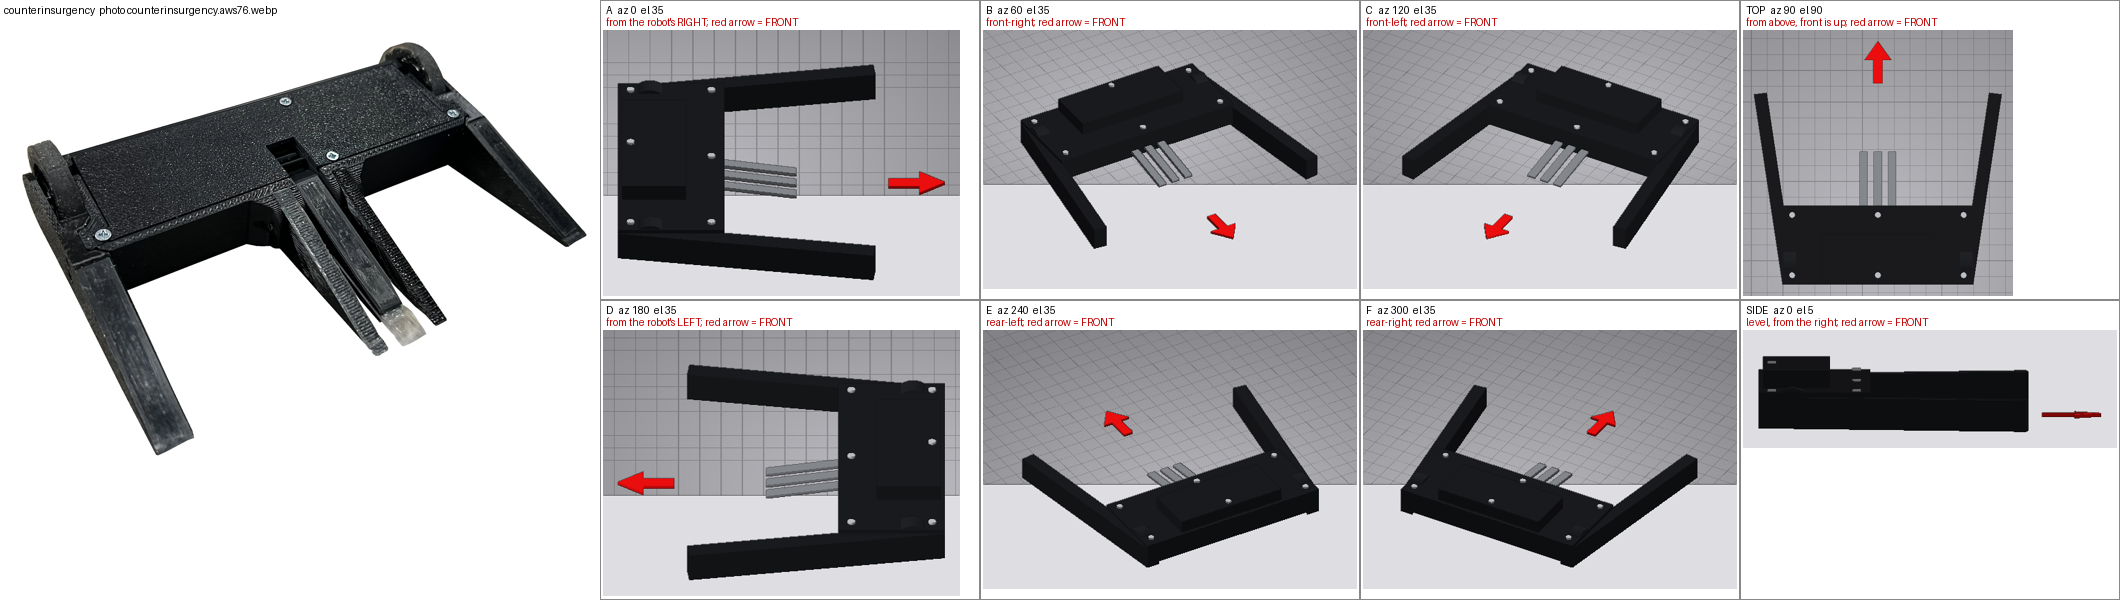 counterinsurgency photo counterinsurgency.aws76.webp
A az 0 el 35
from the robot's RIGHT; red arrow = FRONT
B az 60 el 35
front-right; red arrow = FRONT
C az 120 el 35
front-left; red arrow = FRONT
TOP az 90 el 90
from above, front is up; red arrow = FRONT
D az 180 el 35
from the robot's LEFT; red arrow = FRONT
E az 240 el 35
rear-left; red arrow = FRONT
F az 300 el 35
rear-right; red arrow = FRONT
SIDE az 0 el 5
level, from the right; red arrow = FRONT